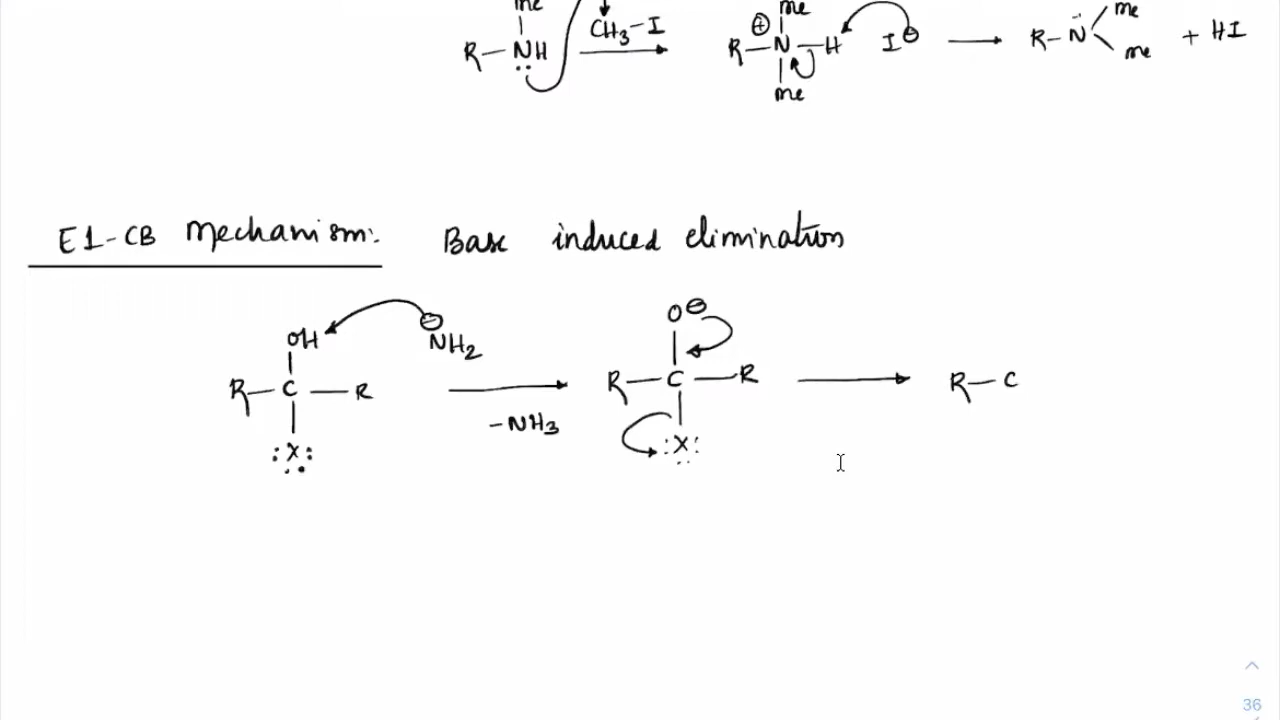 me me me
R-NH CH3-I R-N-H I⊖ R-N + HI
⊕
me me
E1-CB Mechanism: Base induced elimination
O⊖
OH ⊖NH2
R-C-R R-C-R R-C
-NH3
:X: :X:
36